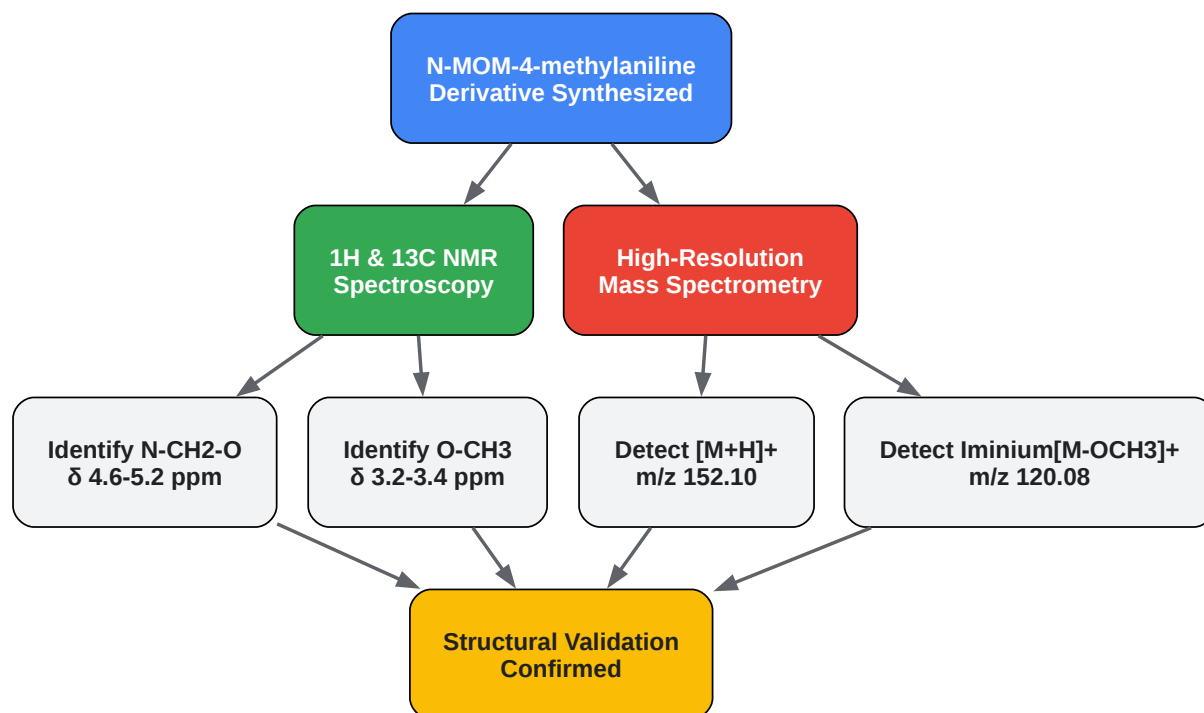 N-MOM-4-methylaniline
Derivative Synthesized
1H & 13C NMR
Spectroscopy
High-Resolution
Mass Spectrometry
Identify N-CH2-O
δ 4.6-5.2 ppm
Identify O-CH3
δ 3.2-3.4 ppm
Detect [M+H]+
m/z 152.10
Detect Iminium[M-OCH3]+
m/z 120.08
Structural Validation
Confirmed